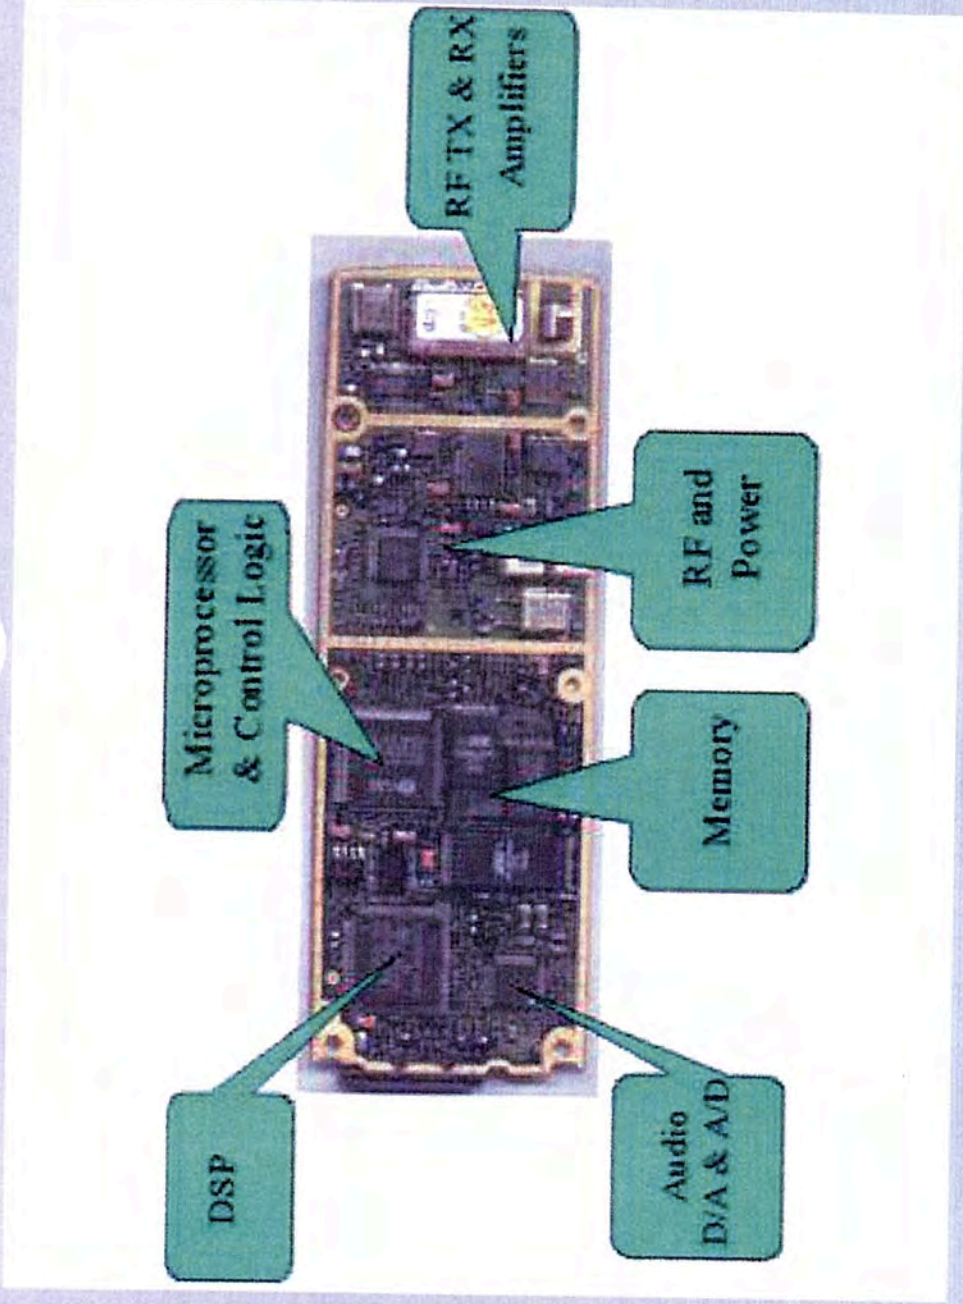 DSP
Microprocessor
& Control Logic
RF TX & RX
Amplifiers
Audio
D/A & A/D
Memory
RF and
Power